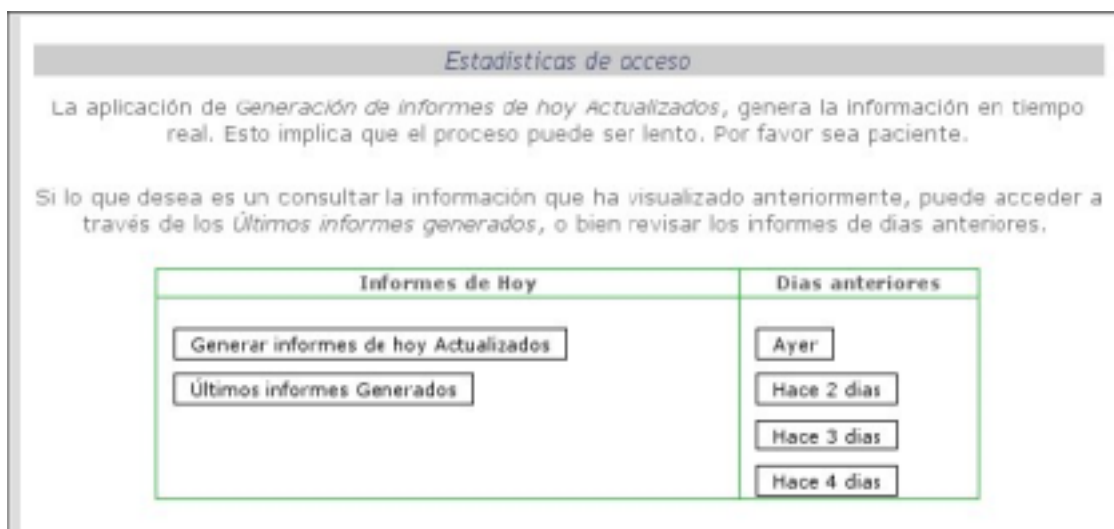 Estadisticas de acceso
La aplicación de Generación de informes de hoy Actualizados, genera la información en tiempo
real. Esto implica que el proceso puede ser lento. Por favor sea paciente.
Si lo que desea es un consultar la información que ha visualizado anteriormente, puede acceder a
través de los Últimos informes generados, o bien revisar los informes de dias anteriores.
Informes de Hoy Dias anteriores
Generar informes de hoy Actualizados Ayer
Últimos informes Generados Hace 2 dias
Hace 3 dias
Hace 4 dias